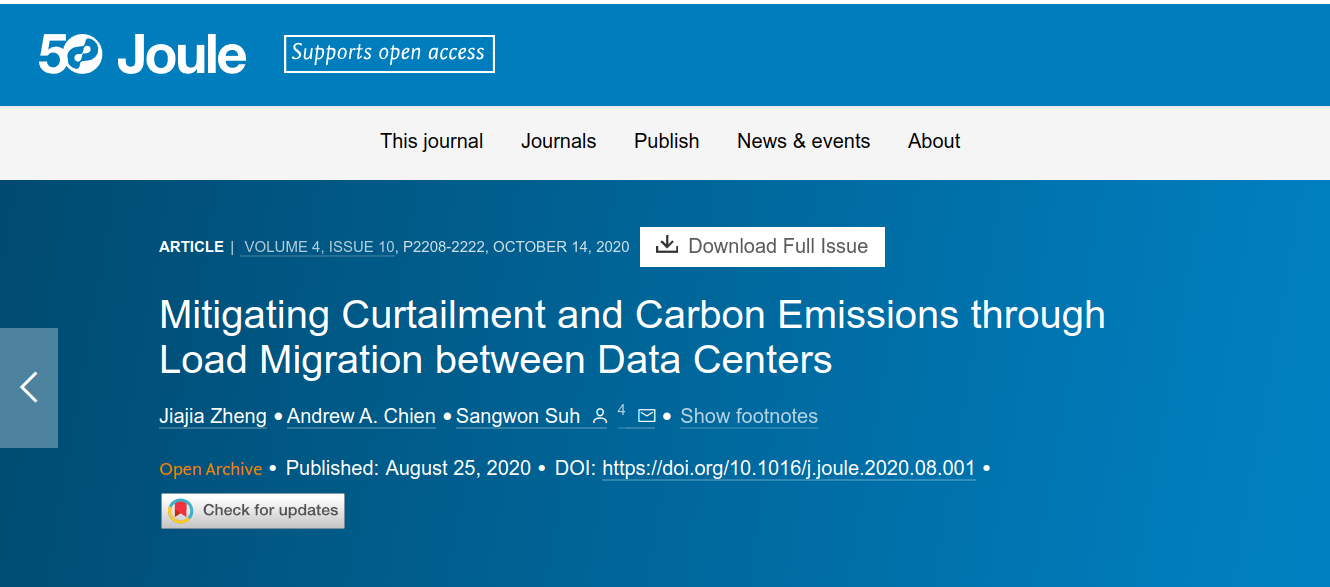 50 Joule Supports open access
This journal Journals Publish News & events About
ARTICLE | VOLUME 4, ISSUE 10, P2208-2222, OCTOBER 14, 2020 Download Full Issue
Mitigating Curtailment and Carbon Emissions through
Load Migration between Data Centers
Jiajia Zheng • Andrew A. Chien • Sangwon Suh 4 • Show footnotes
Open Archive • Published: August 25, 2020 • DOI: https://doi.org/10.1016/j.joule.2020.08.001 •
Check for updates